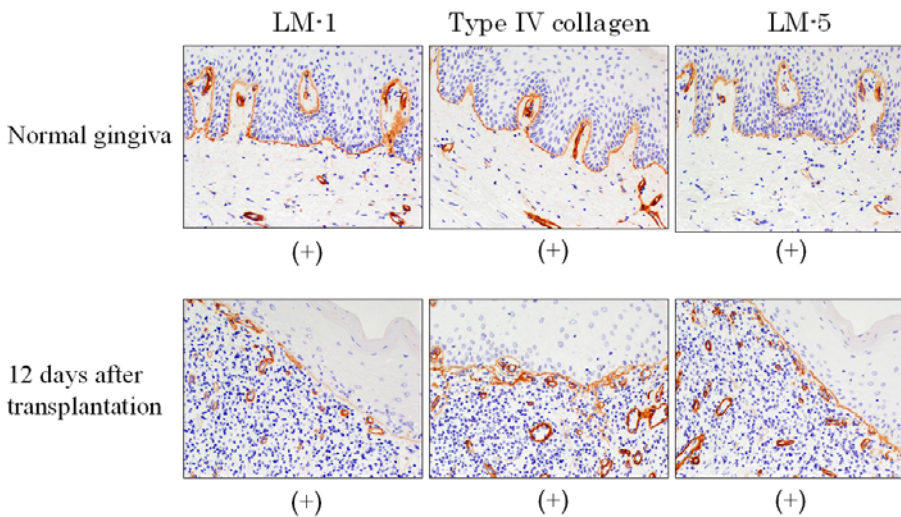 LM-1
Type IV collagen
LM-5
Normal gingiva
(+)
(+)
(+)
12 days after
transplantation
(+)
(+)
(+)